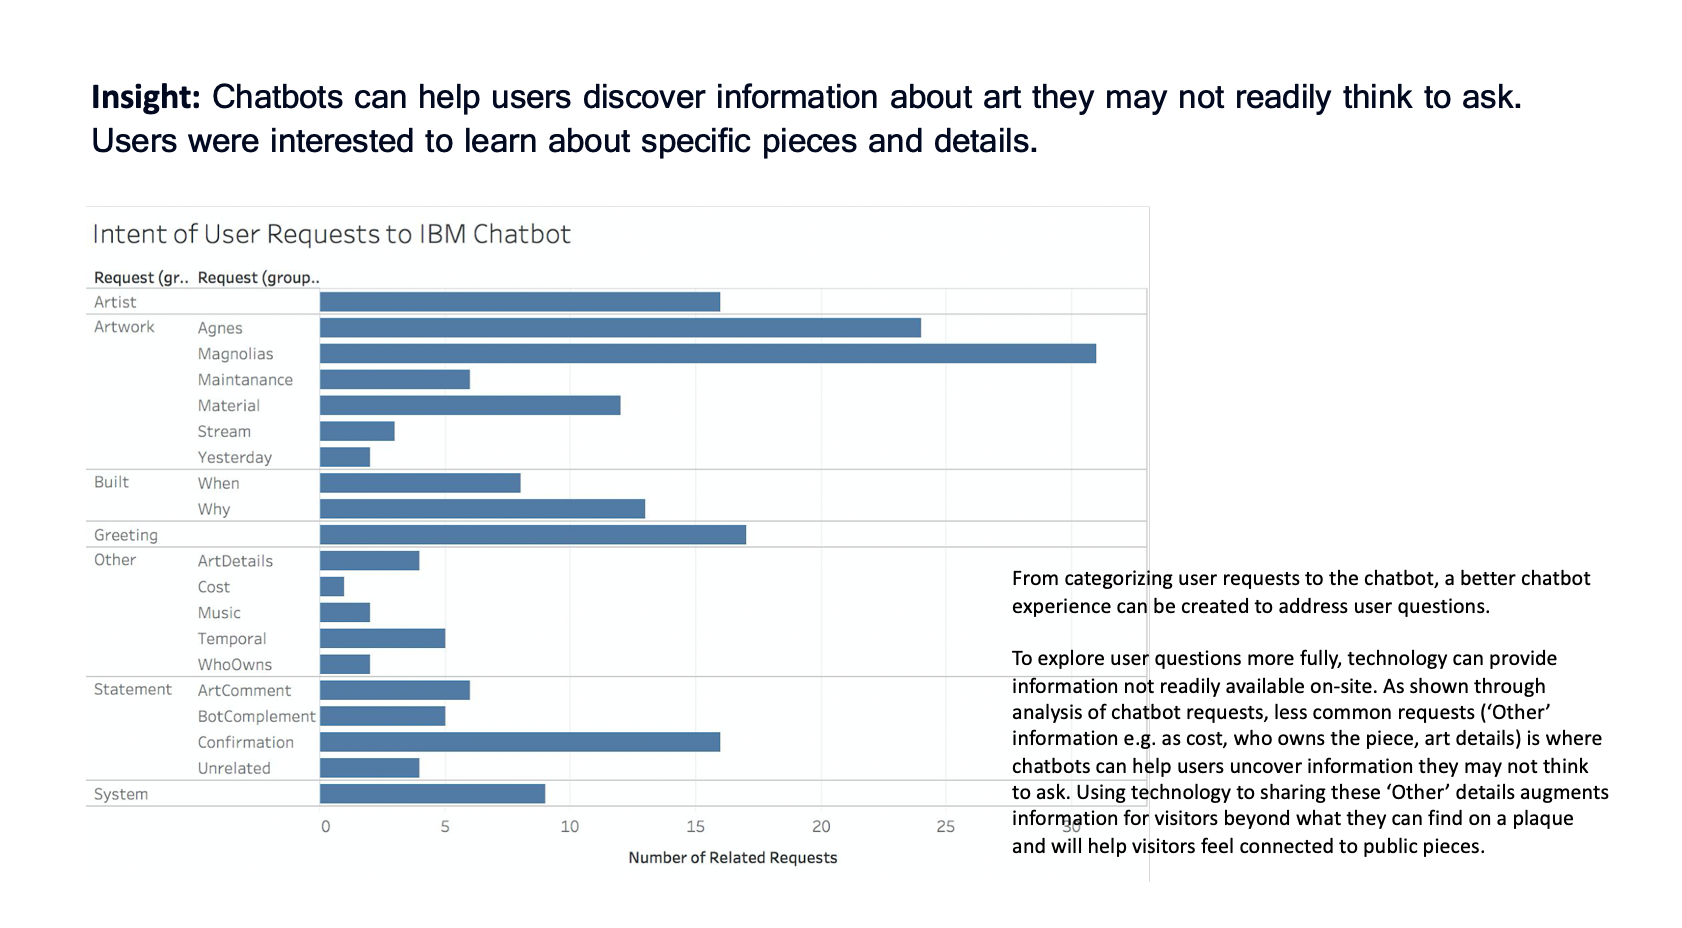 Insight: Chatbots can help users discover information about art they may not readily think to ask.
Users were interested to learn about specific pieces and details.
Intent of User Requests to IBM Chatbot
Request (gr.. Request (group..
Artist
Artwork Agnes
Magnolias
Maintanance
Material
Stream
Yesterday
Built When
Why
Greeting
Other ArtDetails
Cost
Music
Temporal
WhoOwns
Statement ArtComment
BotComplement
Confirmation
Unrelated
System
0 5 10 15 20 25 30
Number of Related Requests
From categorizing user requests to the chatbot, a better chatbot
experience can be created to address user questions.
To explore user questions more fully, technology can provide
information not readily available on-site. As shown through
analysis of chatbot requests, less common requests (‘Other’
information e.g. as cost, who owns the piece, art details) is where
chatbots can help users uncover information they may not think
to ask. Using technology to sharing these ‘Other’ details augments
information for visitors beyond what they can find on a plaque
and will help visitors feel connected to public pieces.